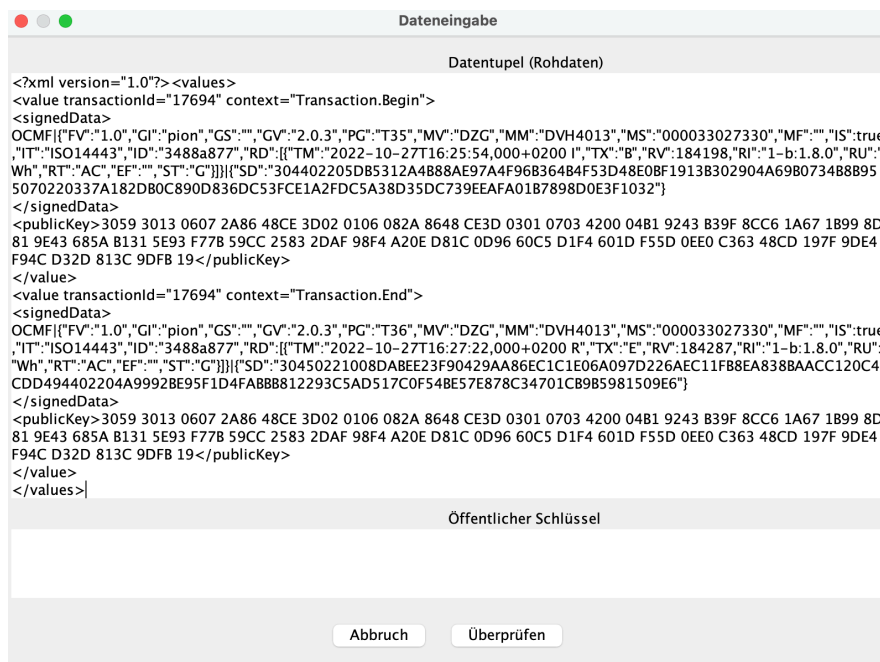 Dateneingabe
Datentupel (Rohdaten)
<?xml version="1.0"?><values>
<value transactionId="17694" context="Transaction.Begin">
<signedData>
OCMF|{"FV":"1.0","GI":"pion","GS":"","GV":"2.0.3","PG":"T35","MV":"DZG","MM":"DVH4013","MS":"000033027330","MF":"","IS":true
,"IT":"ISO14443","ID":"3488a877","RD":[{"TM":"2022-10-27T16:25:54,000+0200 I","TX":"B","RV":184198,"RI":"1-b:1.8.0","RU":"
Wh","RT":"AC","EF":"","ST":"G"}]}|{"SD":"304402205DB5312A4B88AE97A4F96B364B4F53D48E0BF1913B302904A69B0734B8B95
5070220337A182DB0C890D836DC53FCE1A2FDC5A38D35DC739EEAFA01B7898D0E3F1032"}
</signedData>
<publicKey>3059 3013 0607 2A86 48CE 3D02 0106 082A 8648 CE3D 0301 0703 4200 04B1 9243 B39F 8CC6 1A67 1B99 8D
81 9E43 685A B131 5E93 F77B 59CC 2583 2DAF 98F4 A20E D81C 0D96 60C5 D1F4 601D F55D 0EE0 C363 48CD 197F 9DE4
F94C D32D 813C 9DFB 19</publicKey>
</value>
<value transactionId="17694" context="Transaction.End">
<signedData>
OCMF|{"FV":"1.0","GI":"pion","GS":"","GV":"2.0.3","PG":"T36","MV":"DZG","MM":"DVH4013","MS":"000033027330","MF":"","IS":true
,"IT":"ISO14443","ID":"3488a877","RD":[{"TM":"2022-10-27T16:27:22,000+0200 R","TX":"E","RV":184287,"RI":"1-b:1.8.0","RU":
"Wh","RT":"AC","EF":"","ST":"G"}]}|{"SD":"30450221008DABEE23F90429AA86EC1C1E06A097D226AEC11FB8EA838BAACC120C4
CDD494402204A9992BE95F1D4FABBB812293C5AD517C0F54BE57E878C34701CB9B5981509E6"}
</signedData>
<publicKey>3059 3013 0607 2A86 48CE 3D02 0106 082A 8648 CE3D 0301 0703 4200 04B1 9243 B39F 8CC6 1A67 1B99 8D
81 9E43 685A B131 5E93 F77B 59CC 2583 2DAF 98F4 A20E D81C 0D96 60C5 D1F4 601D F55D 0EE0 C363 48CD 197F 9DE4
F94C D32D 813C 9DFB 19</publicKey>
</value>
</values>
Öffentlicher Schlüssel
Abbruch Überprüfen